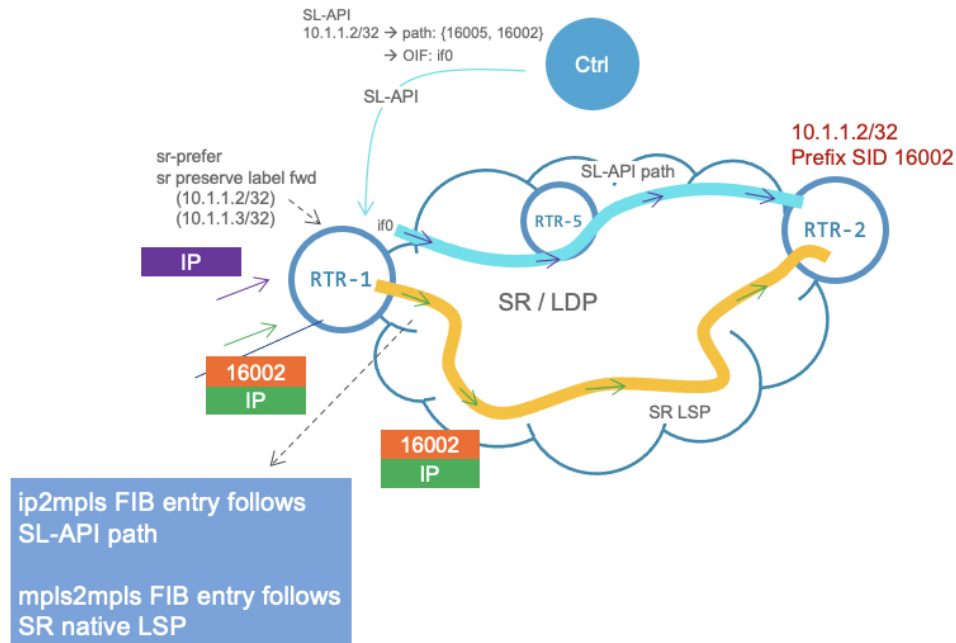 SL-API
10.1.1.2/32 → path: {16005, 16002}
→ OIF: if0
Ctrl
SL-API
10.1.1.2/32
Prefix SID 16002
sr-prefer
sr preserve label fwd
(10.1.1.2/32)
(10.1.1.3/32)
SL-API path
if0
RTR-5
RTR-2
IP
RTR-1
SR / LDP
16002
IP
SR LSP
16002
IP
ip2mpls FIB entry follows
SL-API path
mpls2mpls FIB entry follows
SR native LSP